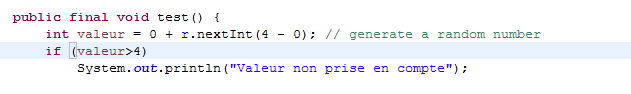 public final void test() {
int valeur = 0 + r.nextInt(4 - 0); // generate a random number
if (valeur>4)
System.out.println("Valeur non prise en compte");